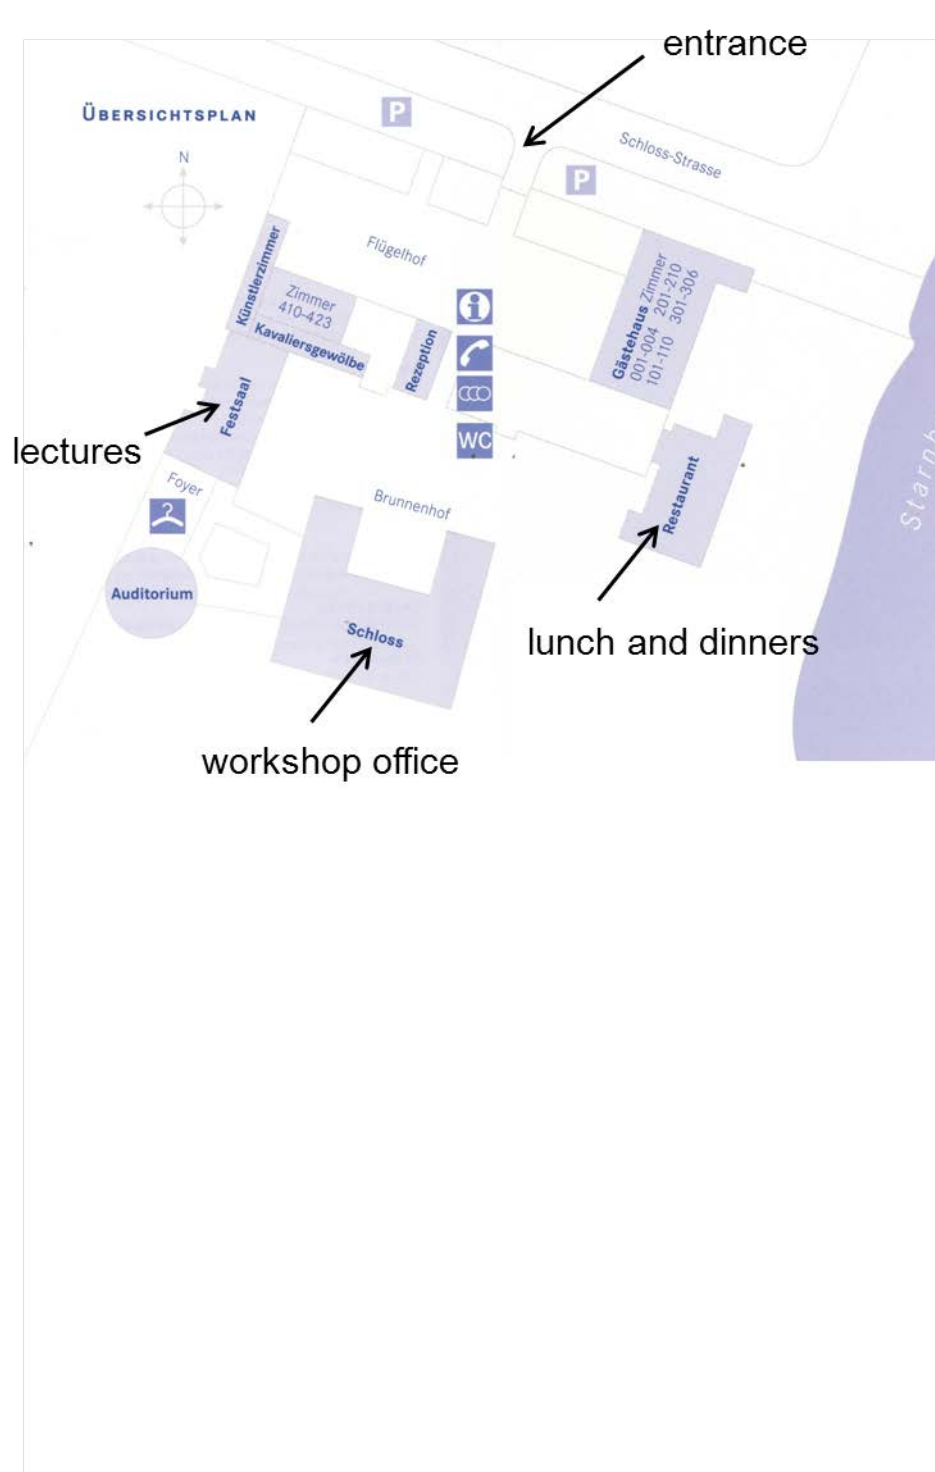 entrance
ÜBERSICHTSPLAN
P
Schloss-Strasse
N
P
Flügelhof
Künstlerzimmer
Zimmer
410-423
Kavaliersgewölbe
Rezeption
i
Gästehaus Zimmer
001-004 201-210
101-110 301-306
WC
Festsaal
lectures
Foyer
Brunnenhof
Restaurant
Starnb
Auditorium
Schloss
lunch and dinners
workshop office